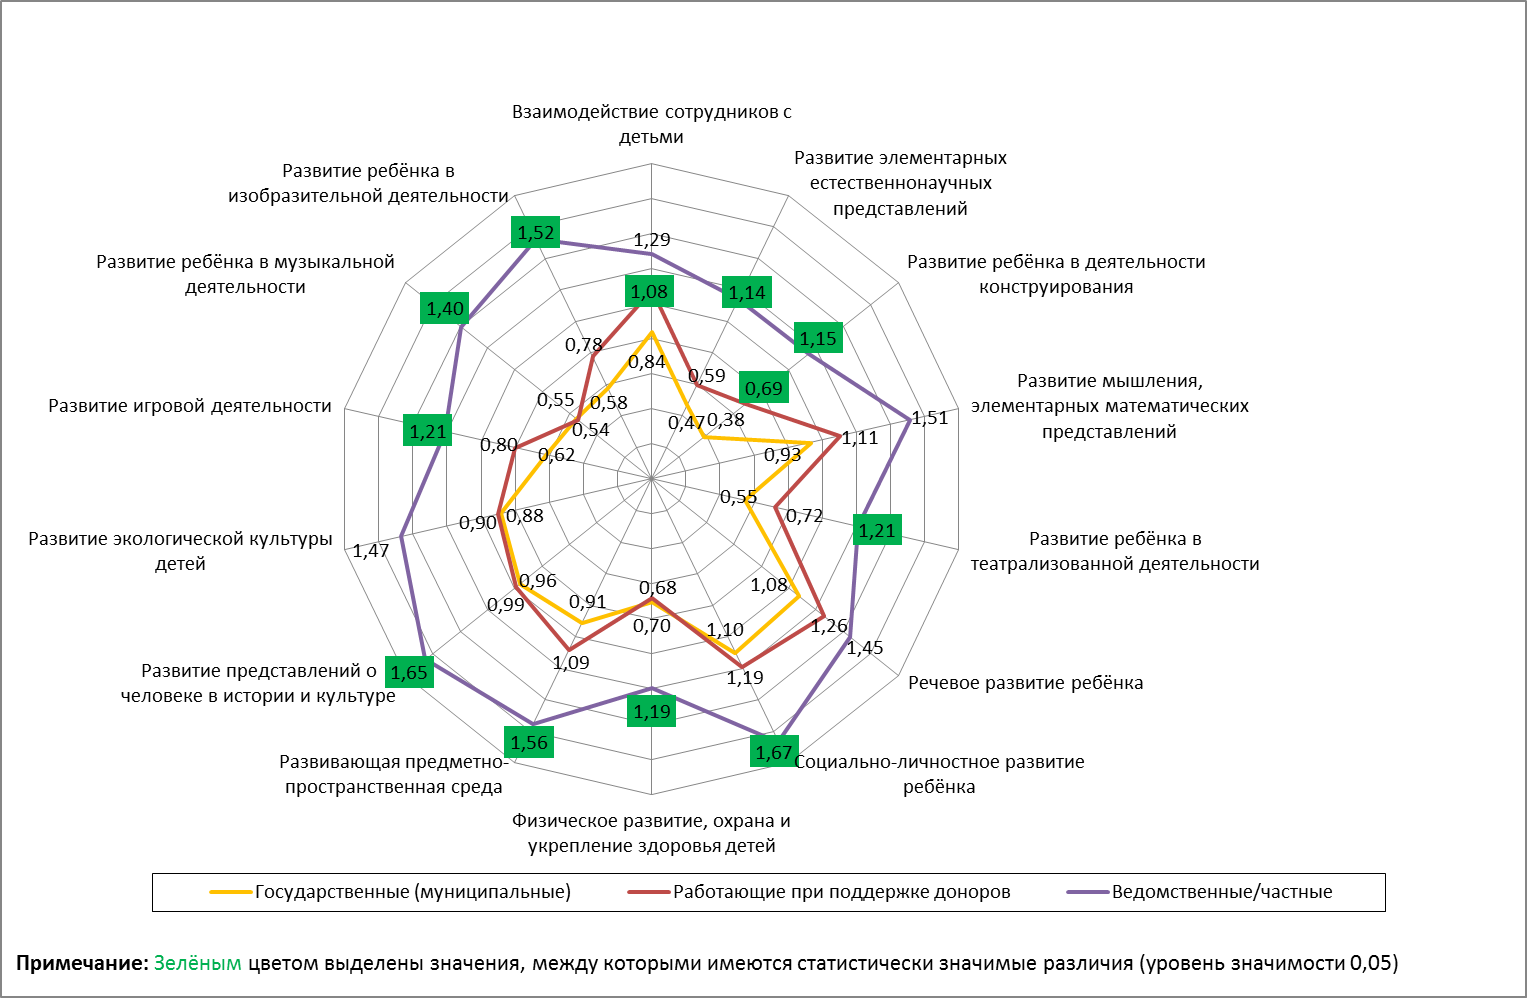 Взаимодействие сотрудников с
детьми
Развитие элементарных
естественнонаучных
представлений
Развитие ребёнка в деятельности
конструирования
Развитие мышления,
элементарных математических
представлений
Развитие ребёнка в
театрализованной деятельности
Речевое развитие ребёнка
Социально-личностное развитие
ребёнка
Физическое развитие, охрана и
укрепление здоровья детей
Развивающая предметно-
пространственная среда
Развитие представлений о
человеке в истории и культуре
Развитие экологической культуры
детей
Развитие игровой деятельности
Развитие ребёнка в музыкальной
деятельности
Развитие ребёнка в
изобразительной деятельности
1,29
1,08
0,84
1,14
0,59
0,47
1,15
0,69
0,38
1,51
1,11
0,93
1,21
0,72
0,55
1,45
1,26
1,08
1,67
1,19
1,10
1,19
0,68
0,70
1,56
1,09
0,91
1,65
0,99
0,96
1,47
0,90
0,88
1,21
0,80
0,62
1,40
0,55
0,54
1,52
0,78
0,58
Государственные (муниципальные)
Работающие при поддержке доноров
Ведомственные/частные
Примечание: Зелёным цветом выделены значения, между которыми имеются статистически значимые различия (уровень значимости 0,05)